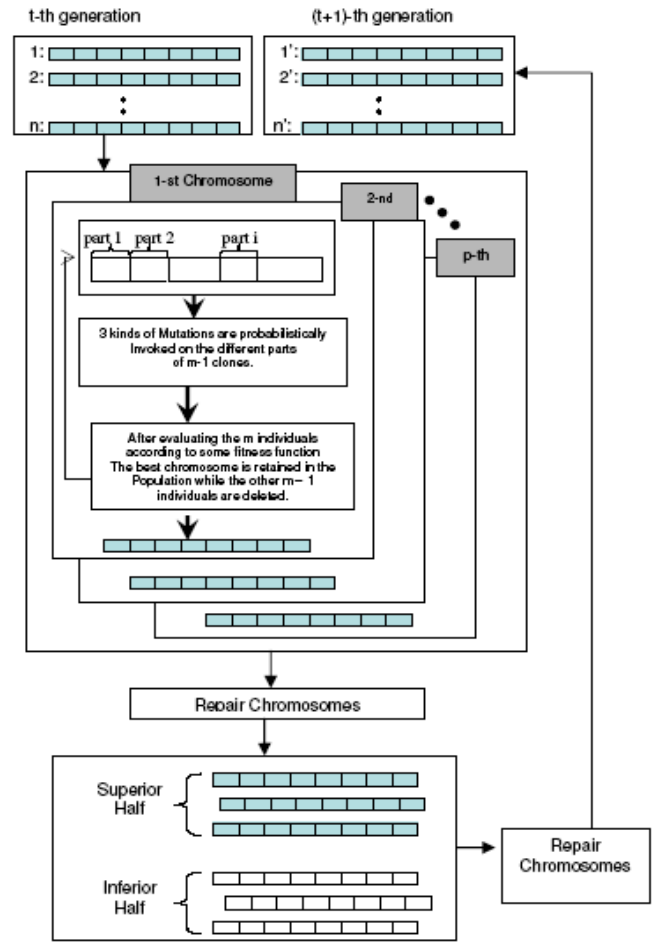 t-th generation
(t+1)-th generation
1:
2:
n:
1':
2':
n':
1-st Chromosome
2-nd
p-th
part 1 part 2 part i
3 kinds of Mutations are probabilistically
Invoked on the different parts
of m-1 clones.
After evaluating the m individuals
according to some fitness function
The best chromosome is retained in the
Population while the other m– 1
individuals are deleted.
Repair Chromosomes
Superior
Half
Inferior
Half
Repair
Chromosomes